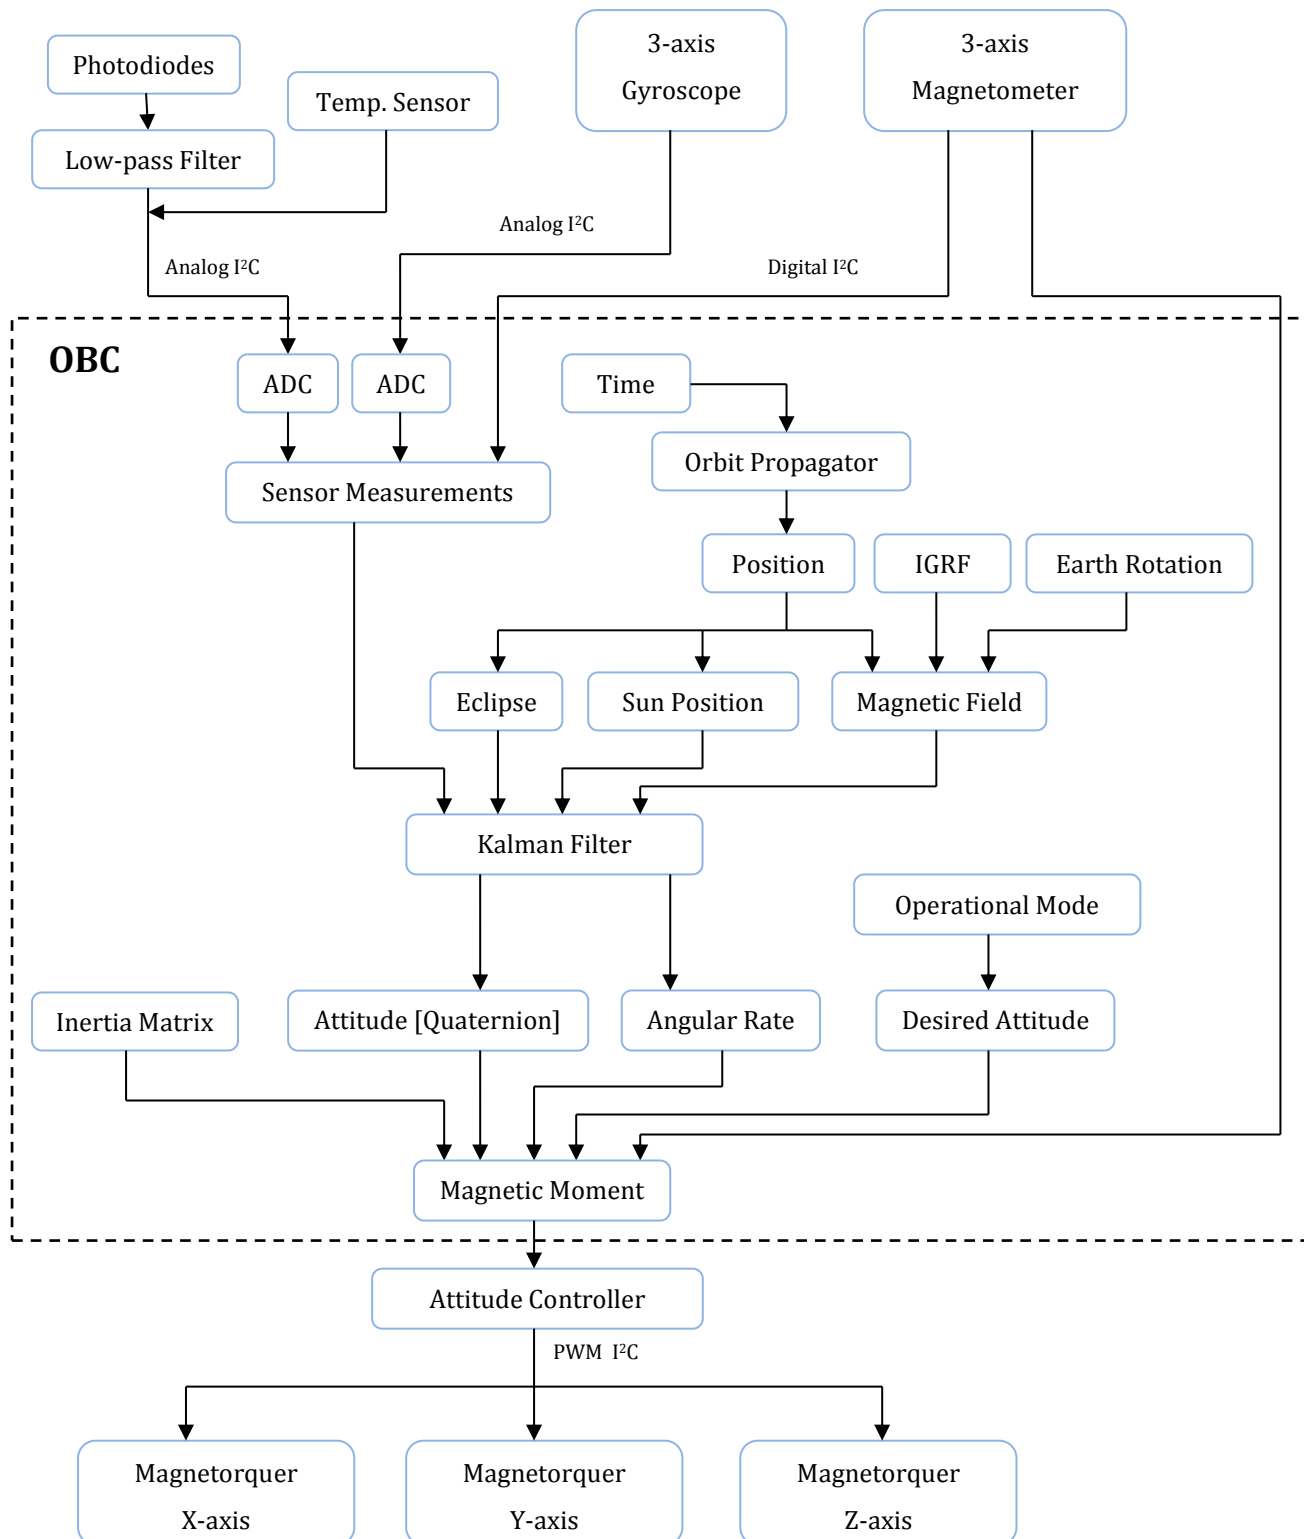 3-axis
Gyroscope
3-axis
Magnetometer
Photodiodes
Temp. Sensor
Low-pass Filter
Analog I²C
Analog I²C
Digital I²C
OBC
ADC
ADC
Time
Orbit Propagator
Sensor Measurements
Position
IGRF
Earth Rotation
Eclipse
Sun Position
Magnetic Field
Kalman Filter
Operational Mode
Inertia Matrix
Attitude [Quaternion]
Angular Rate
Desired Attitude
Magnetic Moment
Attitude Controller
PWM I²C
Magnetorquer
X-axis
Magnetorquer
Y-axis
Magnetorquer
Z-axis